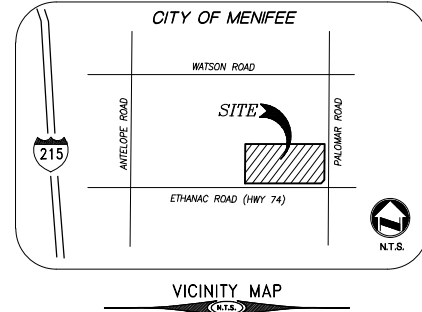 CITY OF MENIFEE
WATSON ROAD
ANTELOPE ROAD
SITE
PALOMAR ROAD
215
ETHANAC ROAD (HWY 74)
N.T.S.
VICINITY MAP
N.T.S.